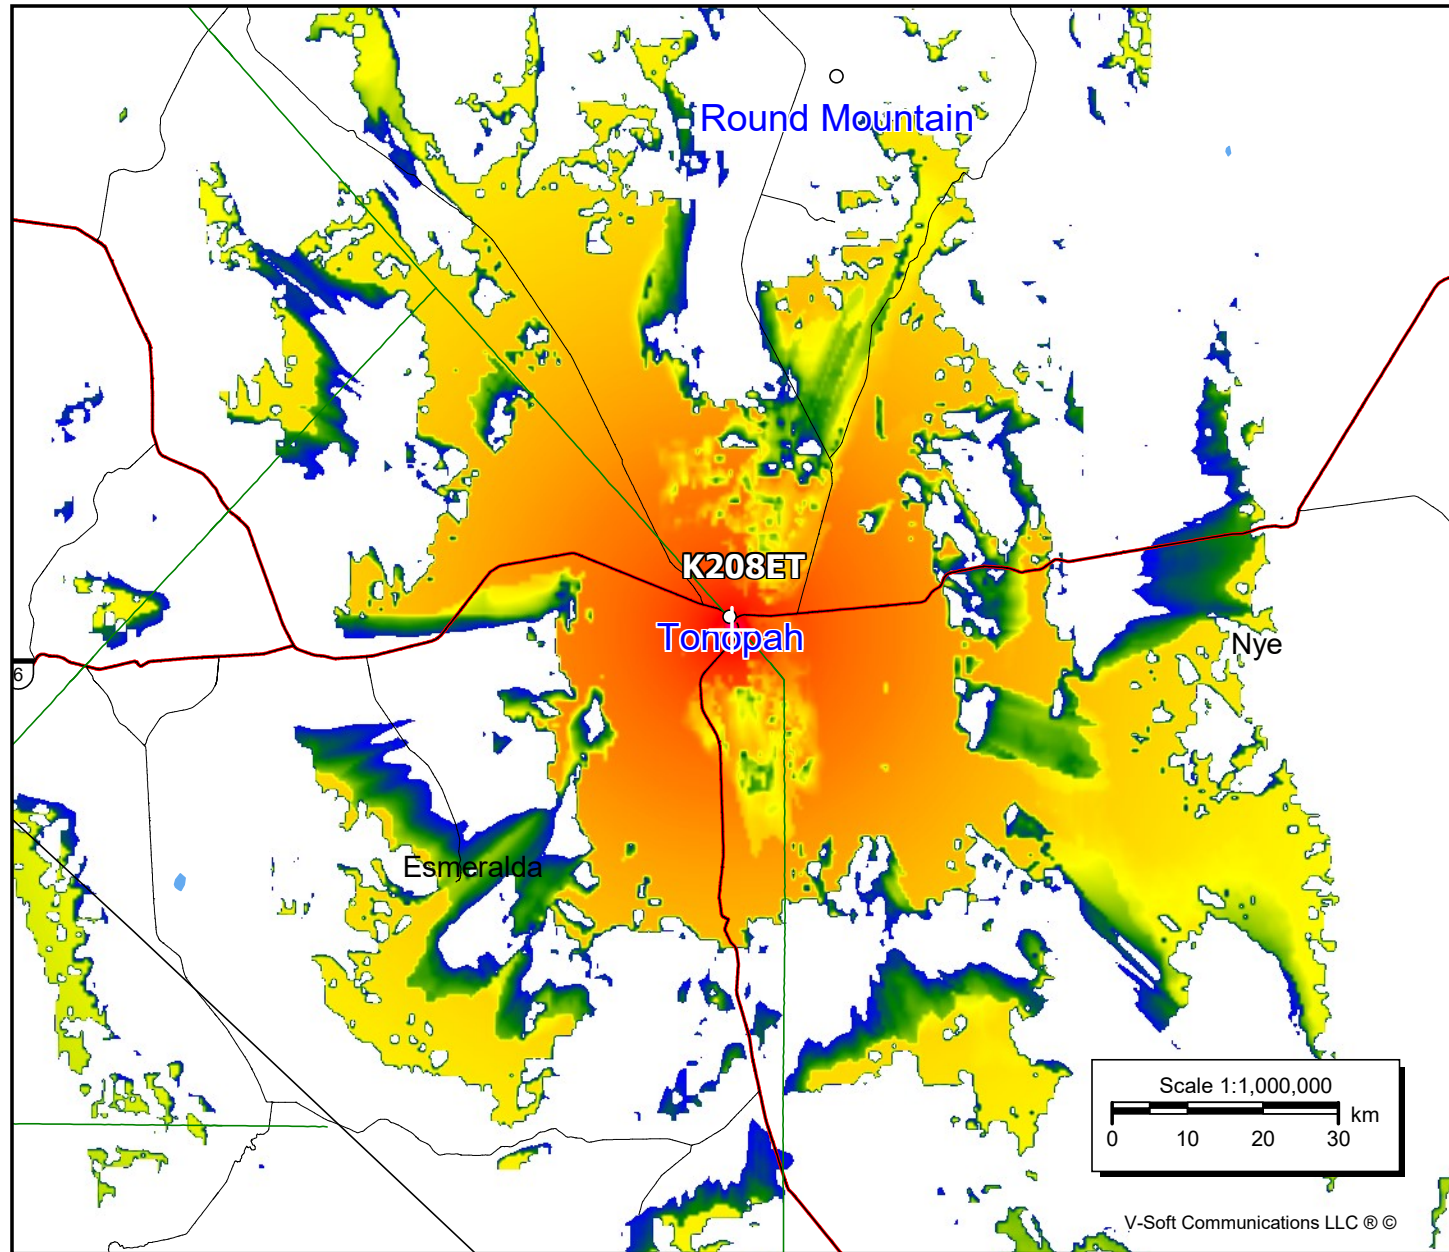 Round Mountain
K208ET
Tonopah
Nye
6
Esmeralda
Scale 1:1,000,000
km
0 10 20 30
V-Soft Communications LLC ® ©